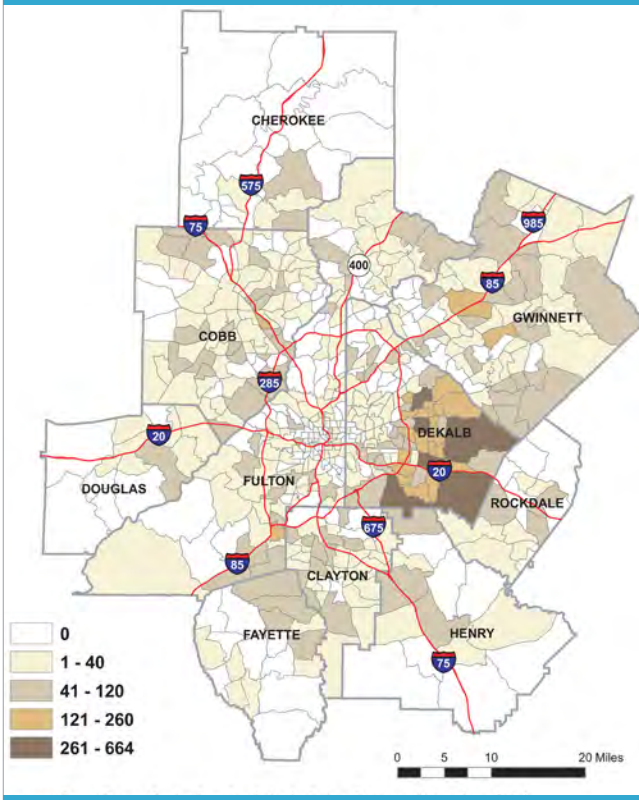 CHEROKEE
575
75
985
400
85
GWINNETT
COBB
285
DEKALB
20
20
DOUGLAS
FULTON
ROCKDALE
675
85
CLAYTON
0
FAYETTE
HENRY
1 - 40
75
41 - 120
121 - 260
261 - 664
0 5 10 20 Miles